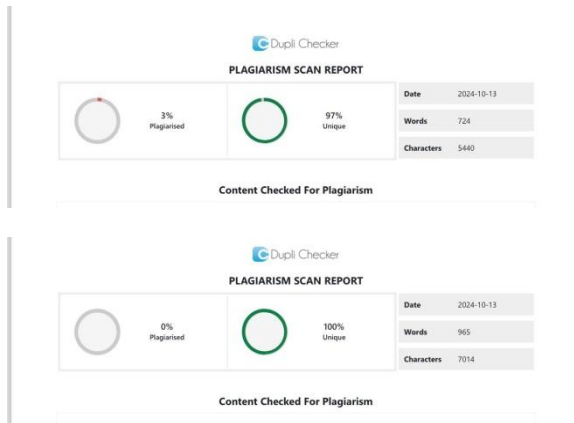 Dupli Checker
PLAGIARISM SCAN REPORT
3%
Plagiarised
97%
Unique
Date 2024-10-13
Words 724
Characters 5440
Content Checked For Plagiarism
Dupli Checker
PLAGIARISM SCAN REPORT
0%
Plagiarised
100%
Unique
Date 2024-10-13
Words 965
Characters 7014
Content Checked For Plagiarism